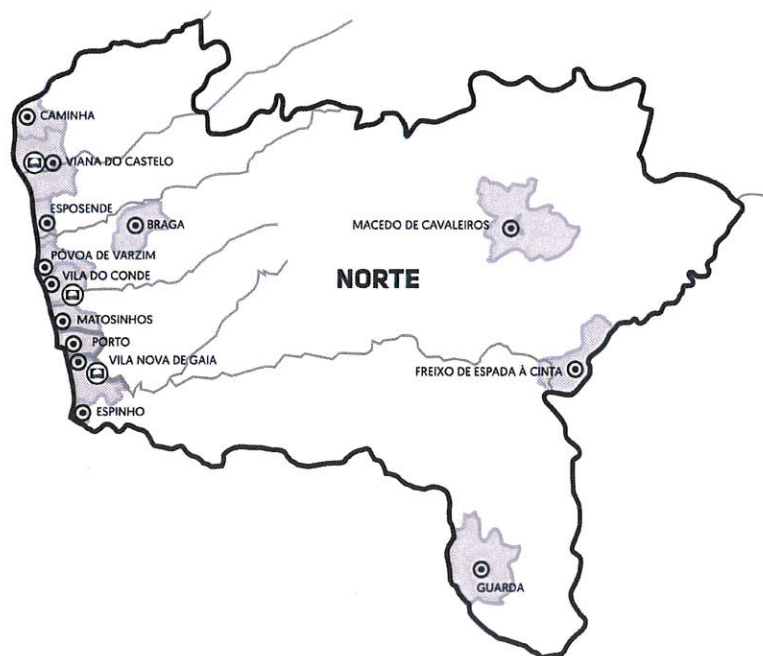 CAMINHA
VIANA DO CASTELO
ESPOSENDE
BRAGA
MACEDO DE CAVALEIROS
PÓVOA DE VARZIM
VILA DO CONDE
NORTE
MATOSINHOS
PORTO
VILA NOVA DE GAIA
FREIXO DE ESPADA À CINTA
ESPINHO
GUARDA